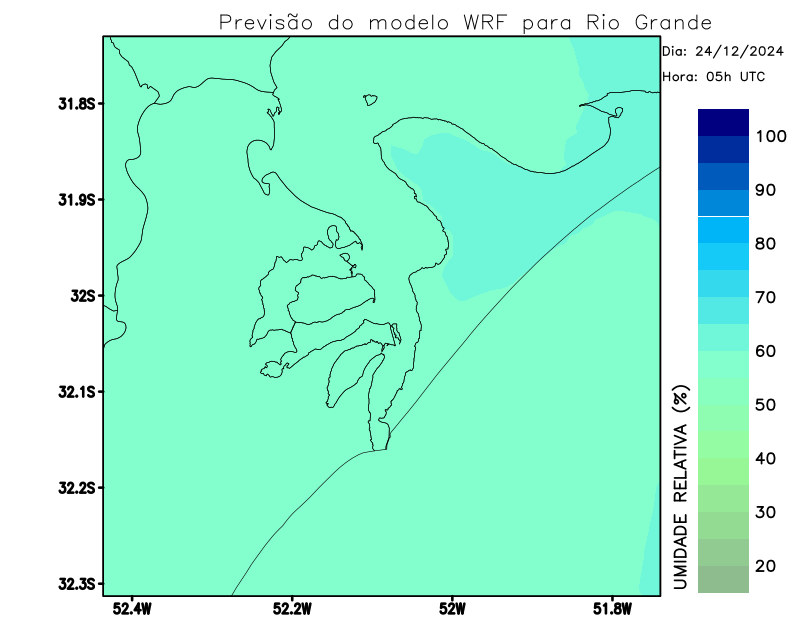 Previsão do modelo WRF para Rio Grande
Dia: 24/12/2024
Hora: 05h UTC
31.8S
31.9S
32S
32.1S
32.2S
32.3S
52.4W
52.2W
52W
51.8W
100
90
80
70
60
50
40
30
20
UMIDADE RELATIVA (%)